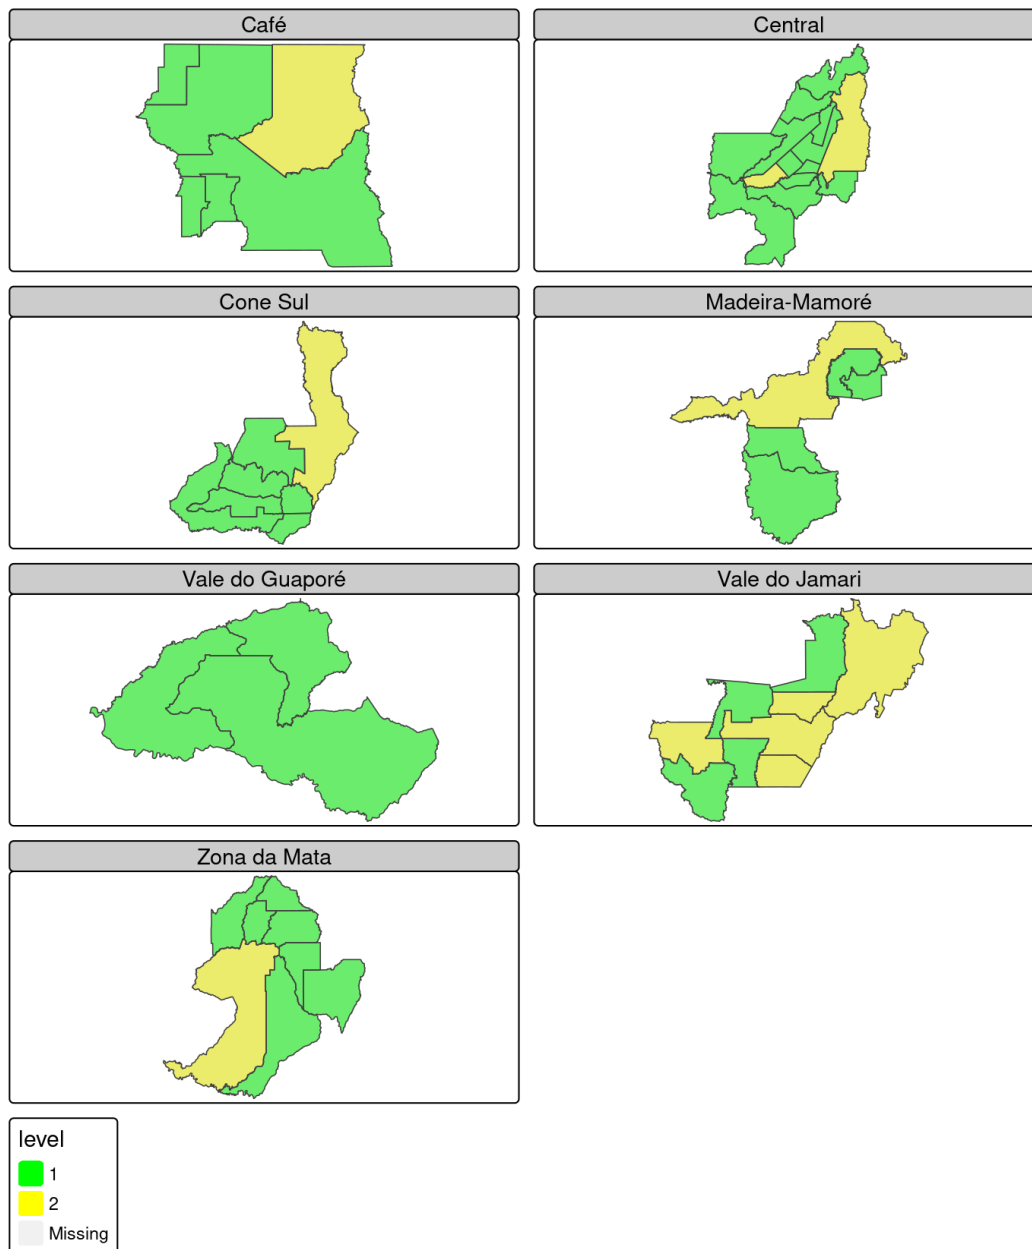 Café
Central
Cone Sul
Madeira-Mamoré
Vale do Guaporé
Vale do Jamari
Zona da Mata
level
1
2
Missing